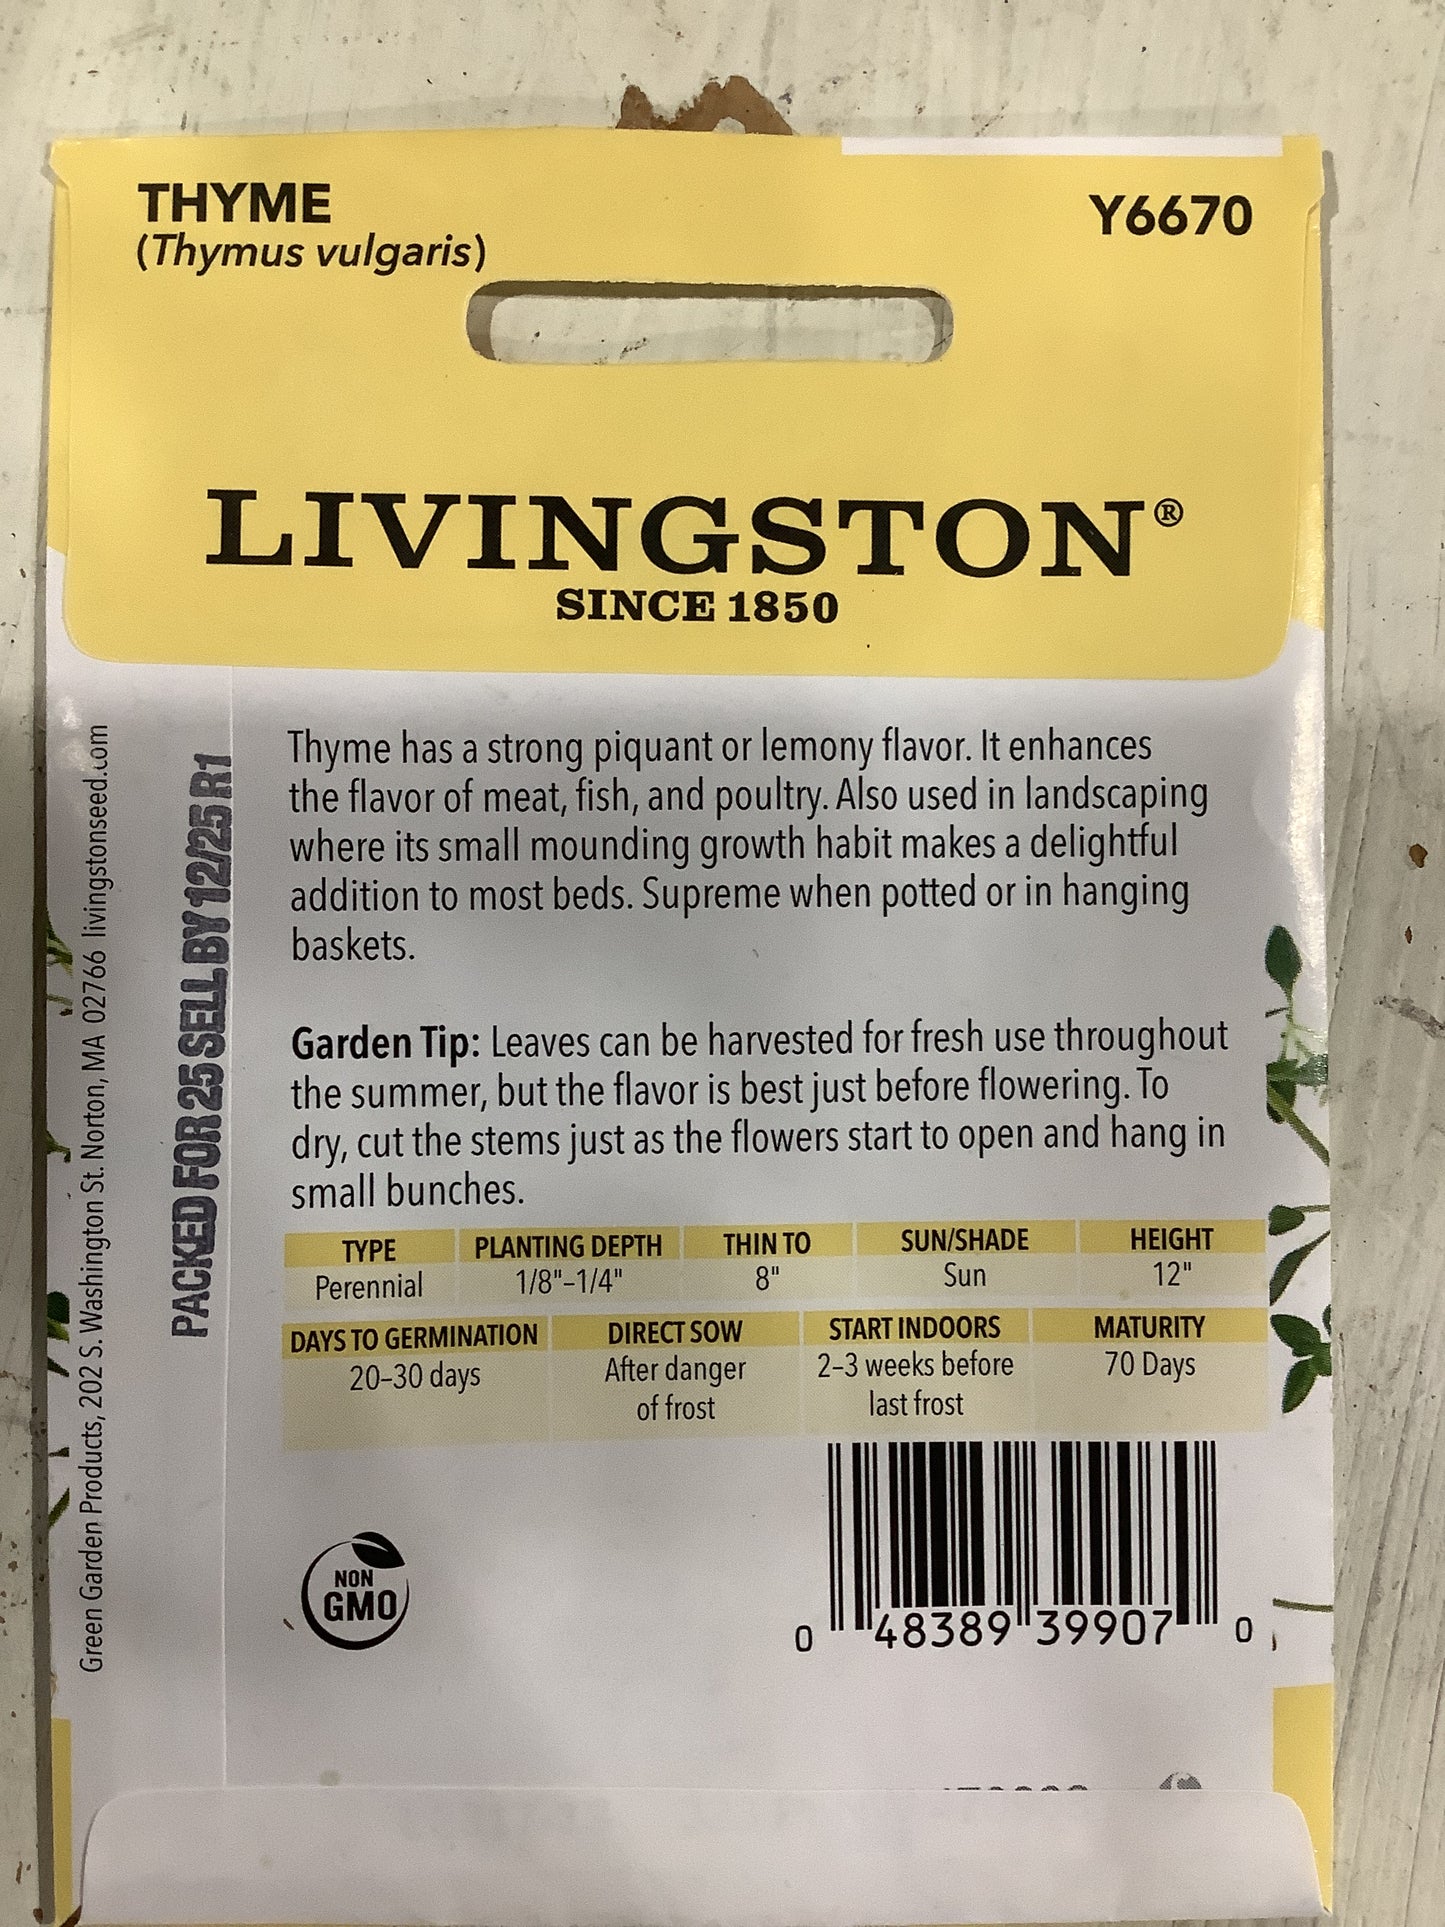 THYME
(Thymus vulgaris)
Y6670
LIVINGSTON®
SINCE 1850
Thyme has a strong piquant or lemony flavor. It enhances
the flavor of meat, fish, and poultry. Also used in landscaping
where its small mounding growth habit makes a delightful
addition to most beds. Supreme when potted or in hanging
baskets.
Garden Tip: Leaves can be harvested for fresh use throughout
the summer, but the flavor is best just before flowering. To
dry, cut the stems just as the flowers start to open and hang in
small bunches.
TYPE PLANTING DEPTH THIN TO SUN/SHADE HEIGHT
Perennial 1/8"–1/4" 8" Sun 12"
DAYS TO GERMINATION DIRECT SOW START INDOORS MATURITY
20–30 days After danger 2–3 weeks before 70 Days
of frost last frost
NON
GMO
0 48389 39907 0
PACKED FOR 25 SELL BY 12/25 R1
Green Garden Products, 202 S. Washington St. Norton, MA 02766 livingstonseed.com